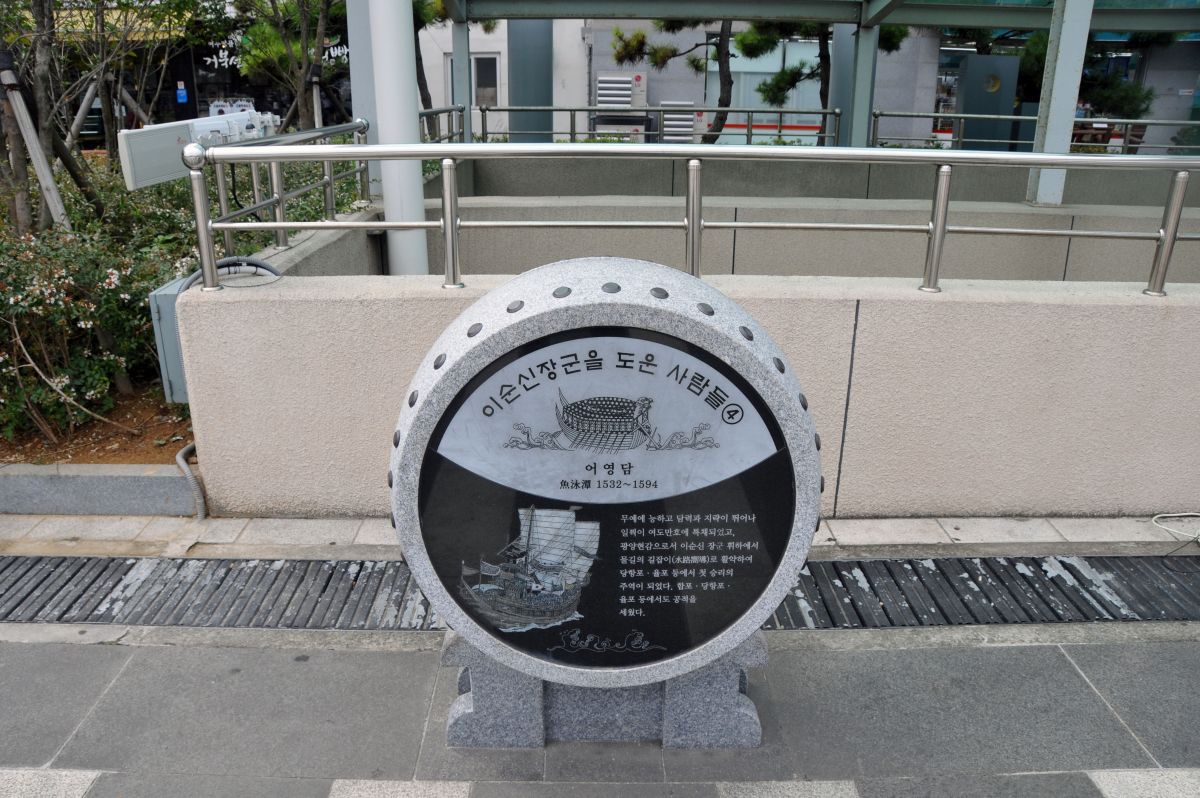 거북선
이순신장군을 도운 사람들④
어영담
魚泳潭 1532~1594
무예에 능하고 담력과 지략이 뛰어나
일찍이 여도만호에 특채되었고,
광양현감으로서 이순신 장군 휘하에서
물길의 길잡이(水路嚮導)로 활약하여
당항포·율포 등에서 첫 승리의
주역이 되었다. 합포·당항포·
율포 등에서도 공적을
세웠다.